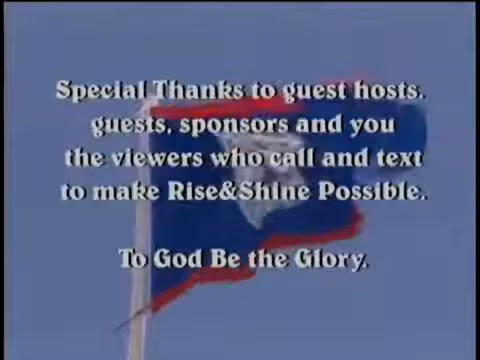 Special Thanks to guest hosts,
guests, sponsors and you
the viewers who call and text
to make Rise&Shine Possible.
To God Be the Glory.